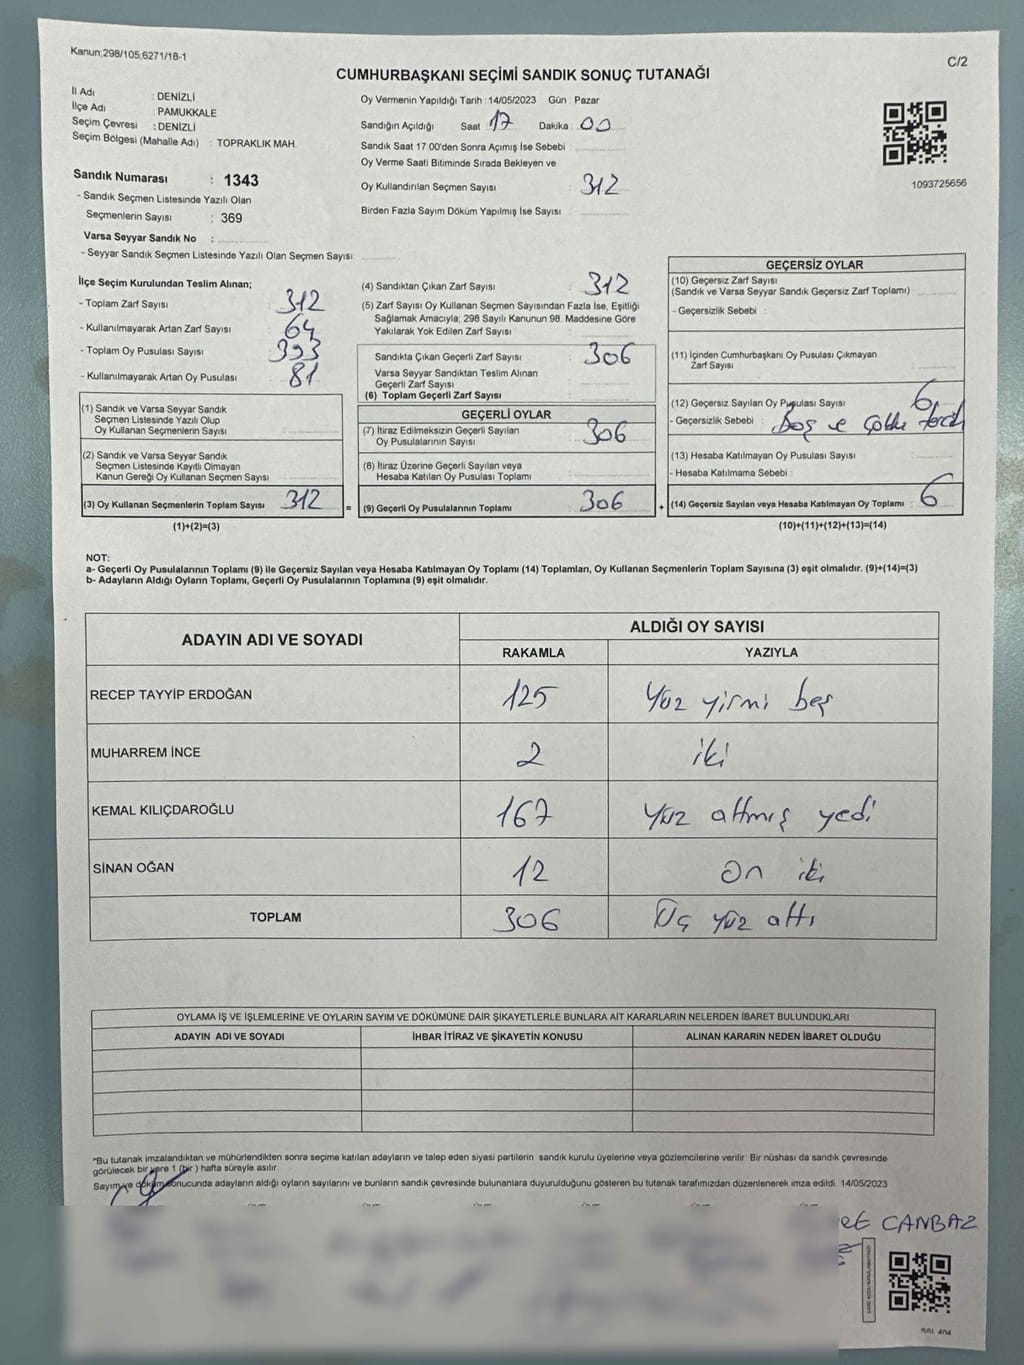 Kanun;298/105,6271/18-1
C/2
CUMHURBAŞKANI SEÇİMİ SANDIK SONUÇ TUTANAĞI
İl Adı : DENİZLİ
İlçe Adı : PAMUKKALE
Seçim Çevresi : DENİZLİ
Seçim Bölgesi (Mahalle Adı) : TOPRAKLIK MAH.
Sandık Numarası : 1343
- Sandık Seçmen Listesinde Yazılı Olan
Seçmenlerin Sayısı : 369
Varsa Seyyar Sandık No :
- Seyyar Sandık Seçmen Listesinde Yazılı Olan Seçmen Sayısı
Oy Vermenin Yapıldığı Tarih : 14/05/2023 Gün : Pazar
Sandığın Açıldığı Saat 17 Dakika 00
Sandık Saat 17.00'den Sonra Açımış İse Sebebi
Oy Verme Saati Bitiminde Sırada Bekleyen ve
Oy Kullandırılan Seçmen Sayısı : 312
Birden Fazla Sayım Döküm Yapılmış İse Sayısı :
1093725656
İlçe Seçim Kurulundan Teslim Alınan;
- Toplam Zarf Sayısı 312
- Kullanılmayarak Artan Zarf Sayısı 64
- Toplam Oy Pusulası Sayısı 393
- Kullanılmayarak Artan Oy Pusulası 81
(1) Sandık ve Varsa Seyyar Sandık
Seçmen Listesinde Yazılı Olup
Oy Kullanan Seçmenlerin Sayısı :
(2) Sandık ve Varsa Seyyar Sandık
Seçmen Listesinde Kayıtlı Olmayan
Kanun Gereği Oy Kullanan Seçmen Sayısı :
(3) Oy Kullanan Seçmenlerin Toplam Sayısı 312 =
(1)+(2)=(3)
(4) Sandıktan Çıkan Zarf Sayısı : 312
(5) Zarf Sayısı Oy Kullanan Seçmen Sayısından Fazla İse, Eşitliği
Sağlamak Amacıyla; 298 Sayılı Kanunun 98. Maddesine Göre
Yakılarak Yok Edilen Zarf Sayısı :
Sandıkta Çıkan Geçerli Zarf Sayısı : 306
Varsa Seyyar Sandıktan Teslim Alınan
Geçerli Zarf Sayısı :
(6) Toplam Geçerli Zarf Sayısı :
GEÇERLİ OYLAR
(7) İtiraz Edilmeksizin Geçerli Sayılan
Oy Pusulalarının Sayısı : 306
(8) İtiraz Üzerine Geçerli Sayılan veya
Hesaba Katılan Oy Pusulası Toplamı :
(9) Geçerli Oy Pusulalarının Toplamı : 306 +
GEÇERSİZ OYLAR
(10) Geçersiz Zarf Sayısı
(Sandık ve Varsa Seyyar Sandık Geçersiz Zarf Toplamı) :
- Geçersizlik Sebebi :
(11) İçinden Cumhurbaşkanı Oy Pusulası Çıkmayan
Zarf Sayısı :
(12) Geçersiz Sayılan Oy Pusulası Sayısı : 6
- Geçersizlik Sebebi : Boş ve
(13) Hesaba Katılmayan Oy Pusulası Sayısı :
- Hesaba Katılmama Sebebi :
(14) Geçersiz Sayılan veya Hesaba Katılmayan Oy Toplamı : 6
(10)+(11)+(12)+(13)=(14)
NOT:
a- Geçerli Oy Pusulalarının Toplamı (9) ile Geçersiz Sayılan veya Hesaba Katılmayan Oy Toplamı (14) Toplamları, Oy Kullanan Seçmenlerin Toplam Sayısına (3) eşit olmalıdır. (9)+(14)=(3)
b- Adayların Aldığı Oyların Toplamı, Geçerli Oy Pusulalarının Toplamına (9) eşit olmalıdır.
ADAYIN ADI VE SOYADI
ALDIĞI OY SAYISI
RAKAMLA YAZIYLA
RECEP TAYYİP ERDOĞAN 125 Yüz yirmi beş
MUHARREM İNCE 2 iki
KEMAL KILIÇDAROĞLU 167 Yüz altmış yedi
SİNAN OĞAN 12 On iki
TOPLAM 306 Üç yüz altı
OYLAMA İŞ VE İŞLEMLERİNE VE OYLARIN SAYIM VE DÖKÜMÜNE DAİR ŞİKAYETLERLE BUNLARA AİT KARARLARIN NELERDEN İBARET BULUNDUKLARI
ADAYIN ADI VE SOYADI İHBAR İTİRAZ VE ŞİKAYETİN KONUSU ALINAN KARARIN NEDEN İBARET OLDUĞU
*Bu tutanak imzalandıktan ve mühürlendikten sonra seçime katılan adayların ve talep eden siyasi partilerin sandık kurulu üyelerine veya gözlemcilerine verilir. Bir nüshası da sandık çevresinde
görülecek bir yere 1 (bir) hafta süreyle asılır.
Sayım ve döküm sonucunda adayların aldığı oyların sayılarını ve bunların sandık çevresinde bulunanlara duyurulduğunu gösteren bu tutanak tarafımızdan düzenlenerek imza edildi. 14/05/2023
CANBAZ